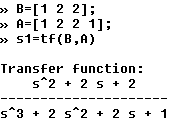 » B=[1 2 2];
» A=[1 2 2 1];
» s1=tf(B,A)
Transfer function:
s^2 + 2 s + 2
---------------------
s^3 + 2 s^2 + 2 s + 1